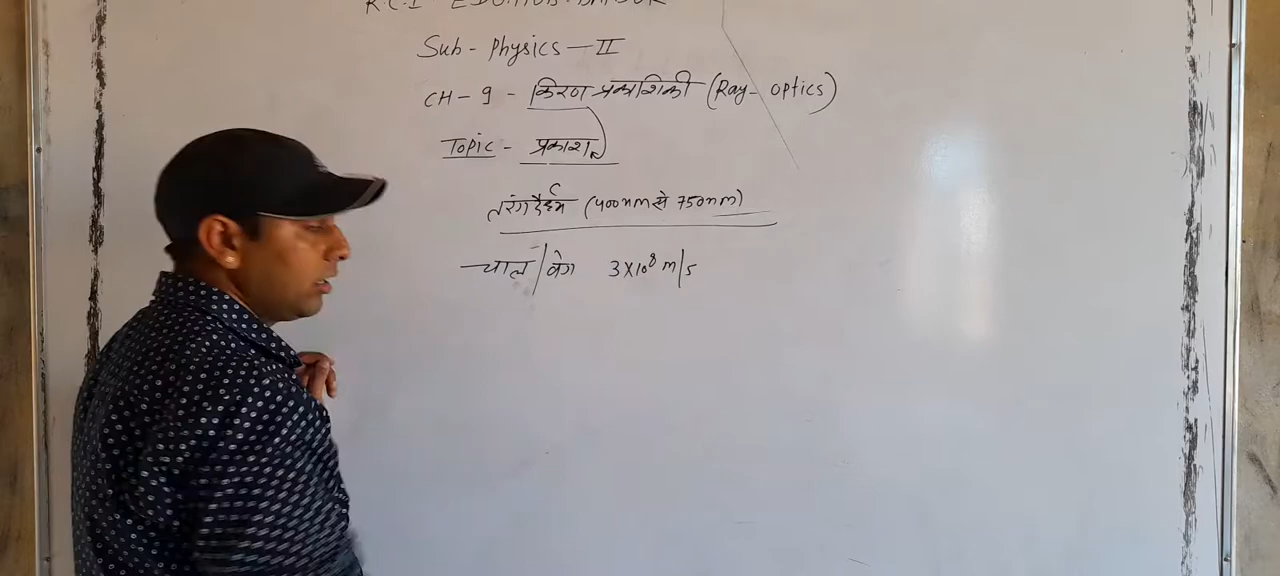 R.C.I
Sub - Physics - II
CH - 9 - किरण प्रकाशिकी (Ray - optics)
Topic - प्रकाश
तरंगदैर्ध्य (400nm से 750nm)
चाल/वेग 3×10⁸ m/s